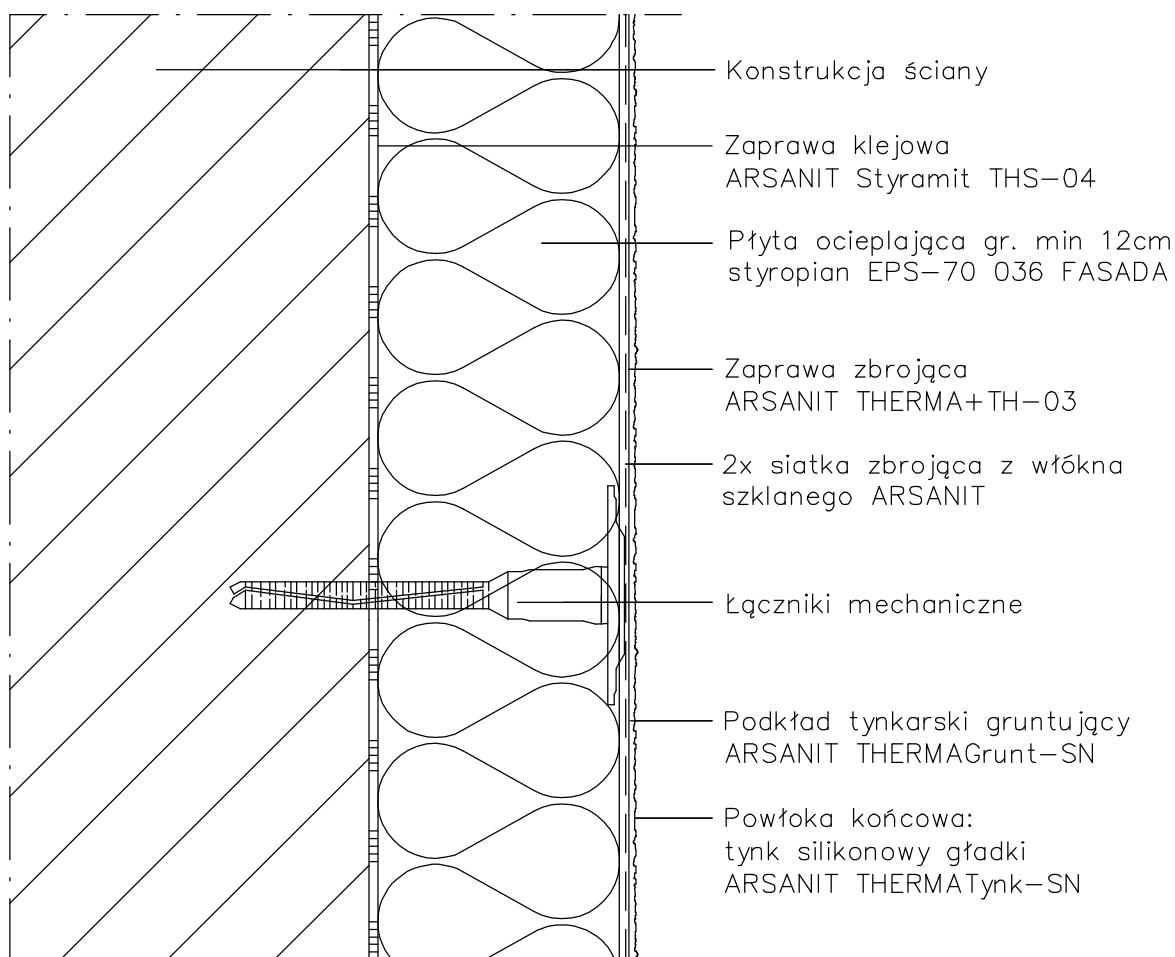 Konstrukcja ściany
Zaprawa klejowa
ARSANIT Styramit THS-04
Płyta ocieplająca gr. min 12cm
styropian EPS-70 036 FASADA
Zaprawa zbrojąca
ARSANIT THERMA+TH-03
2x siatka zbrojąca z włókna
szklanego ARSANIT
Łączniki mechaniczne
Podkład tynkarski gruntujący
ARSANIT THERMAGrunt-SN
Powłoka końcowa:
tynk silikonowy gładki
ARSANIT THERMATynk-SN